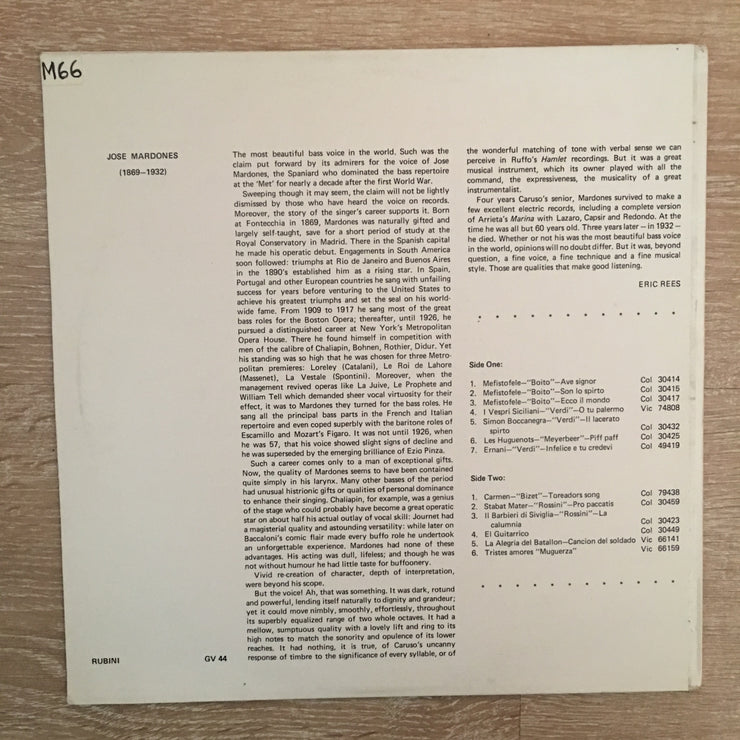 M66
JOSE MARDONES
(1869–1932)
The most beautiful bass voice in the world. Such was the
claim put forward by its admirers for the voice of Jose
Mardones, the Spaniard who dominated the bass repertoire
at the 'Met' for nearly a decade after the first World War.
Sweeping though it may seem, the claim will not be lightly
dismissed by those who have heard the voice on records.
Moreover, the story of the singer's career supports it. Born
at Fontecchia in 1869, Mardones was naturally gifted and
largely self-taught, save for a short period of study at the
Royal Conservatory in Madrid. There in the Spanish capital
he made his operatic debut. Engagements in South America
soon followed: triumphs at Rio de Janeiro and Buenos Aires
in the 1890's established him as a rising star. In Spain,
Portugal and other European countries he sang with unfailing
success for years before venturing to the United States to
achieve his greatest triumphs and set the seal on his world-
wide fame. From 1909 to 1917 he sang most of the great
bass roles for the Boston Opera; thereafter, until 1926, he
pursued a distinguished career at New York's Metropolitan
Opera House. There he found himself in competition with
men of the calibre of Chaliapin, Bohnen, Rothier, Didur. Yet
his standing was so high that he was chosen for three Metro-
politan premieres: Loreley (Catalani), Le Roi de Lahore
(Massenet), La Vestale (Spontini). Moreover, when the
management revived operas like La Juive, Le Prophete and
William Tell which demanded sheer vocal virtuosity for their
effect, it was to Mardones they turned for the bass roles. He
sang all the principal bass parts in the French and Italian
repertoire and even coped superbly with the baritone roles of
Escamillo and Mozart's Figaro. It was not until 1926, when
he was 57, that his voice showed slight signs of decline and
he was superseded by the emerging brilliance of Ezio Pinza.
Such a career comes only to a man of exceptional gifts.
Now, the quality of Mardones seems to have been contained
quite simply in his larynx. Many other basses of the period
had unusual histrionic gifts or qualities of personal dominance
to enhance their singing. Chaliapin, for example, was a genius
of the stage who could probably have become a great operatic
star on about half his actual outlay of vocal skill: Journet had
a magisterial quality and astounding versatility: while later on
Baccaloni's comic flair made every buffo role he undertook
an unforgettable experience. Mardones had none of these
advantages. His acting was dull, lifeless; and though he was
not without humour he had little taste for buffoonery.
Vivid re-creation of character, depth of interpretation,
were beyond his scope.
But the voice! Ah, that was something. It was dark, rotund
and powerful, lending itself naturally to dignity and grandeur;
yet it could move nimbly, smoothly, effortlessly, throughout
its superbly equalized range of two whole octaves. It had a
mellow, sumptuous quality with a lovely lift and ring to its
high notes to match the sonority and opulence of its lower
reaches. It had nothing, it is true, of Caruso's uncanny
response of timbre to the significance of every syllable, or of
the wonderful matching of tone with verbal sense we can
perceive in Ruffo's Hamlet recordings. But it was a great
musical instrument, which its owner played with all the
command, the expressiveness, the musicality of a great
instrumentalist.
Four years Caruso's senior, Mardones survived to make a
few excellent electric records, including a complete version
of Arrieta's Marina with Lazaro, Capsir and Redondo. At the
time he was all but 60 years old. Three years later – in 1932 –
he died. Whether or not his was the most beautiful bass voice
in the world, opinions will no doubt differ. But it was, beyond
question, a fine voice, a fine technique and a fine musical
style. Those are qualities that make good listening.
ERIC REES
Side One:
1. Mefistofele–"Boito"–Ave signor Col 30414
2. Mefistofele–"Boito"–Son lo spirto Col 30415
3. Mefistofele–"Boito"–Ecco il mondo Col 30417
4. I Vespri Siciliani–"Verdi"–O tu palermo Vic 74808
5. Simon Boccanegra–"Verdi"–Il lacerato
spirto Col 30432
6. Les Huguenots–"Meyerbeer"–Piff paff Col 30425
7. Ernani–"Verdi"–Infelice e tu credevi Col 49419
Side Two:
1. Carmen–"Bizet"–Toreadors song Col 79438
2. Stabat Mater–"Rossini"–Pro paccatis Col 30459
3. Il Barbieri di Siviglia–"Rossini"–La
calumnia Col 30423
4. El Guitarrico Col 30449
5. La Alegria del Batallon–Cancion del soldado Vic 66141
6. Tristes amores "Muguerza" Vic 66159
RUBINI GV 44